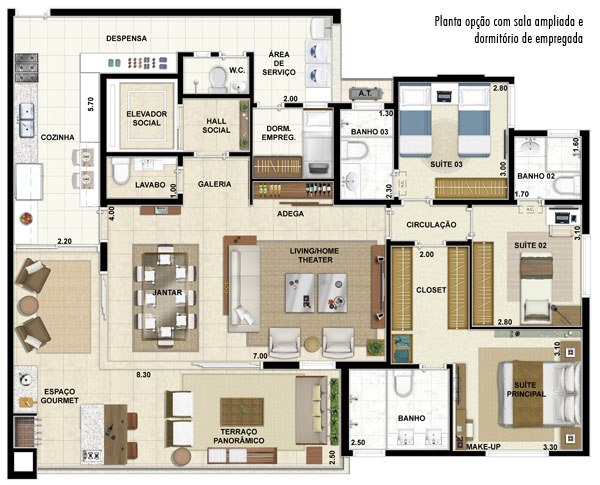 Planta opção com sala ampliada e
dormitório de empregada
DESPENSA
ÁREA
DE
SERVIÇO
W.C.
2.00
A.T.
2.80
5.70
ELEVADOR
SOCIAL
HALL
SOCIAL
DORM.
EMPREG.
1.30
BANHO 03
COZINHA
SUÍTE 03
3.00
11.60
BANHO 02
LAVABO
1.00
GALERIA
2.30
A.C.
1.70
4.00
ADEGA
CIRCULAÇÃO
A.C.
3.10
2.20
LIVING/HOME
THEATER
2.00
SUÍTE 02
JANTAR
CLOSET
2.80
7.00
3.10
8.30
ESPAÇO
GOURMET
SUÍTE
PRINCIPAL
TERRAÇO
PANORÂMICO
2.50
2.50
BANHO
MAKE-UP
3.30